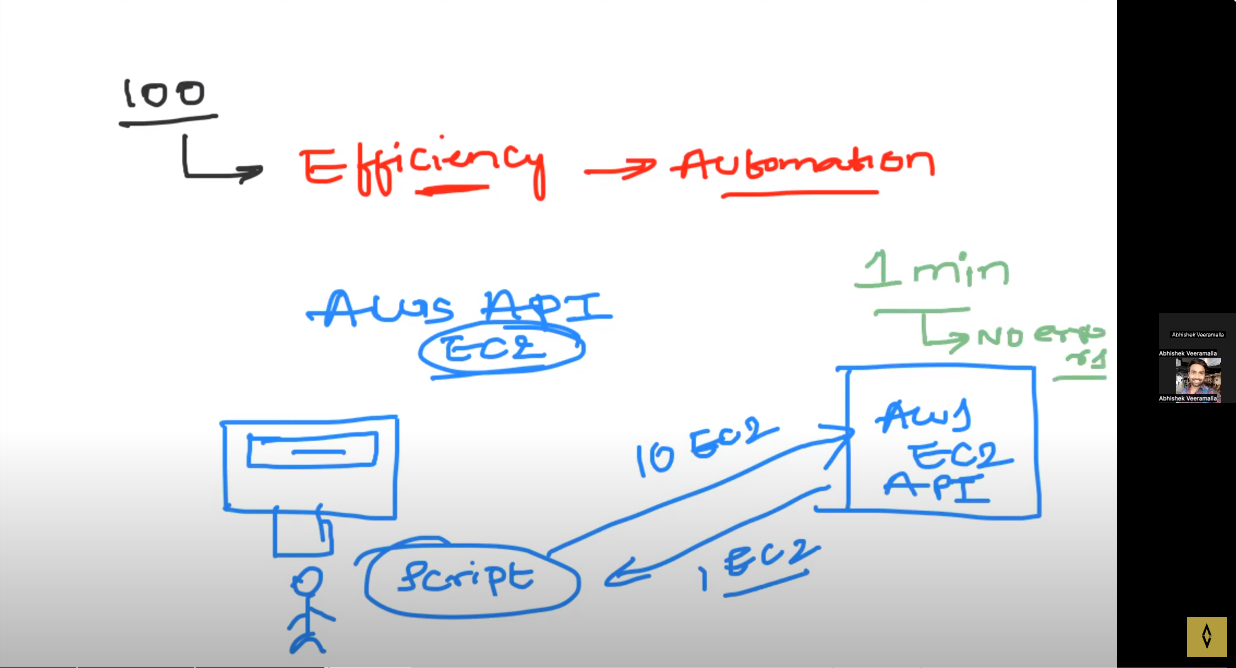 100
Efficiency → Automation
1 min
AWS API
NO erro
rs
EC2
Abhishek Veeramalla
Abhishek Veeramalla
Abhishek Veeramalla
AWS
EC2
API
10 EC2
1 EC2
Script